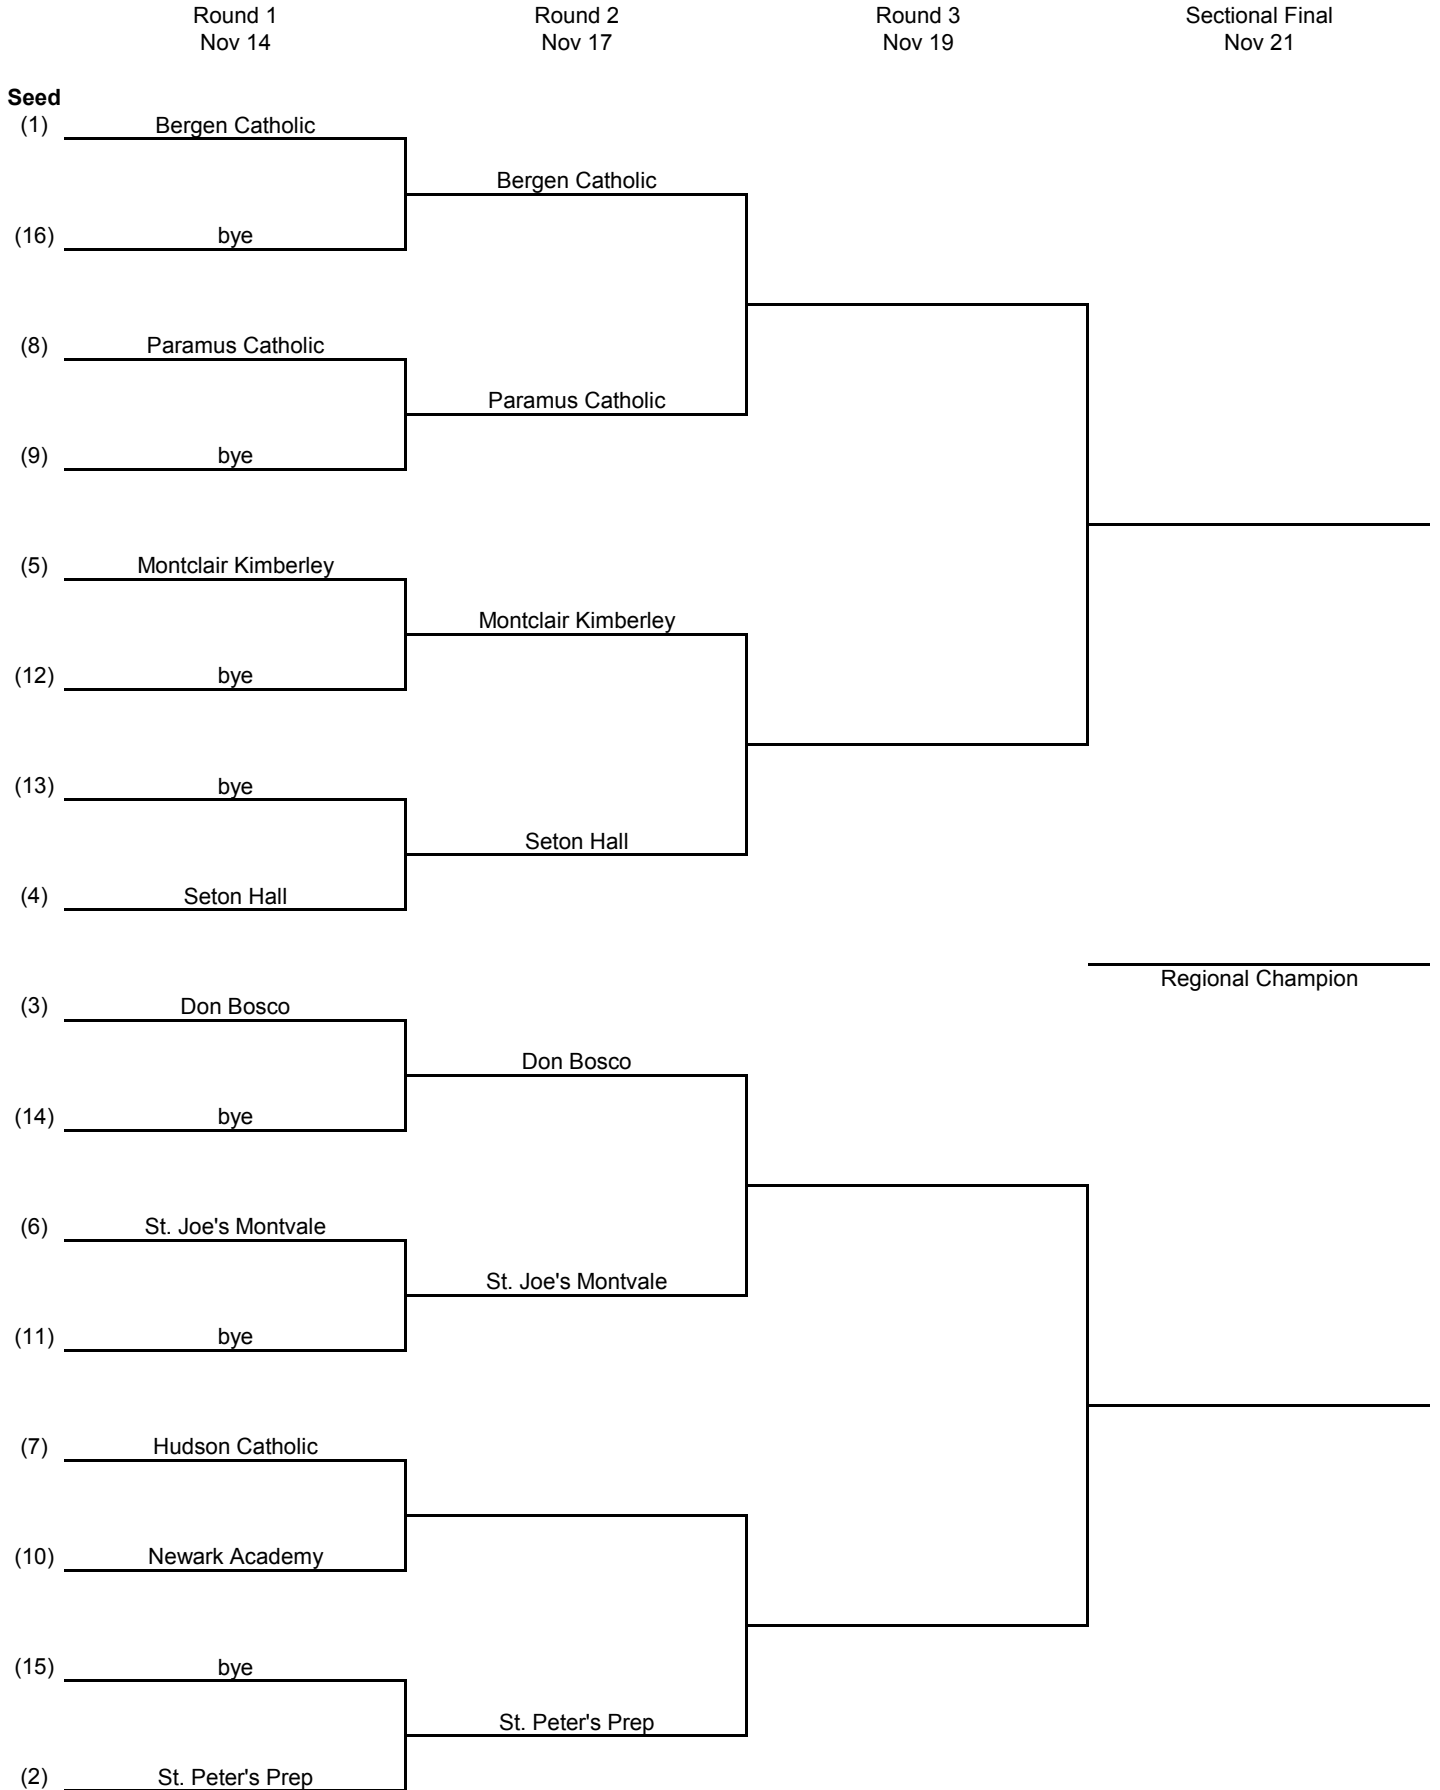 Round 1 Round 2 Round 3 Sectional Final
Nov 14 Nov 17 Nov 19 Nov 21
Seed
(1) Bergen Catholic
Bergen Catholic
(16) bye
(8) Paramus Catholic
Paramus Catholic
(9) bye
(5) Montclair Kimberley
Montclair Kimberley
(12) bye
(13) bye
Seton Hall
(4) Seton Hall
Regional Champion
(3) Don Bosco
Don Bosco
(14) bye
(6) St. Joe's Montvale
St. Joe's Montvale
(11) bye
(7) Hudson Catholic
(10) Newark Academy
(15) bye
St. Peter's Prep
(2) St. Peter's Prep